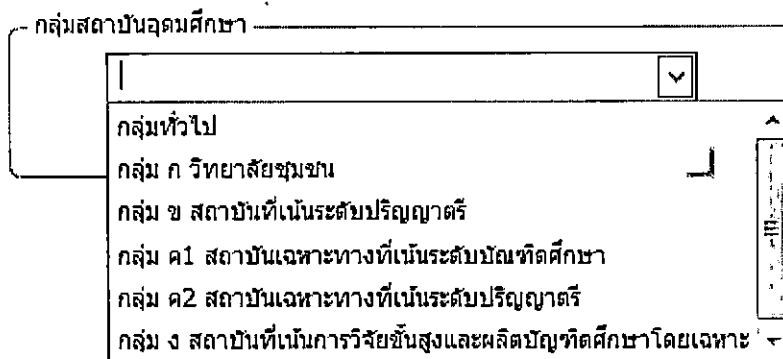 กลุ่มสถาบันอุดมศึกษา
กลุ่มทั่วไป
กลุ่ม ก วิทยาลัยชุมชน
กลุ่ม ข สถาบันที่เน้นระดับปริญญาตรี
กลุ่ม ค1 สถาบันเฉพาะทางที่เน้นระดับบัณฑิตศึกษา
กลุ่ม ค2 สถาบันเฉพาะทางที่เน้นระดับปริญญาตรี
กลุ่ม ง สถาบันที่เน้นการวิจัยขั้นสูงและผลิตบัญฑิตศึกษาโดยเฉพาะ